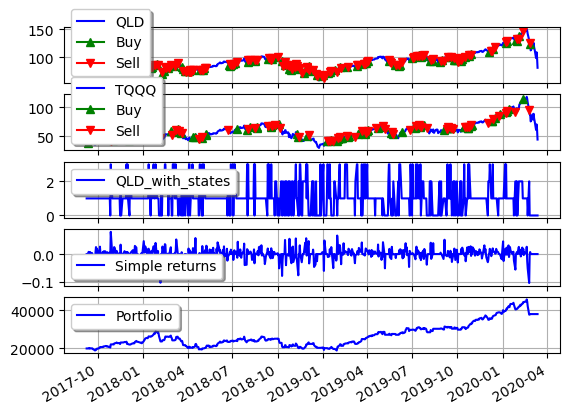 150
100
QLD
Buy
Sell
100
50
TQQQ
Buy
Sell
2
0
QLD_with_states
0.0
−0.1
Simple returns
40000
20000
Portfolio
2017-10
2018-01
2018-04
2018-07
2018-10
2019-01
2019-04
2019-07
2019-10
2020-01
2020-04